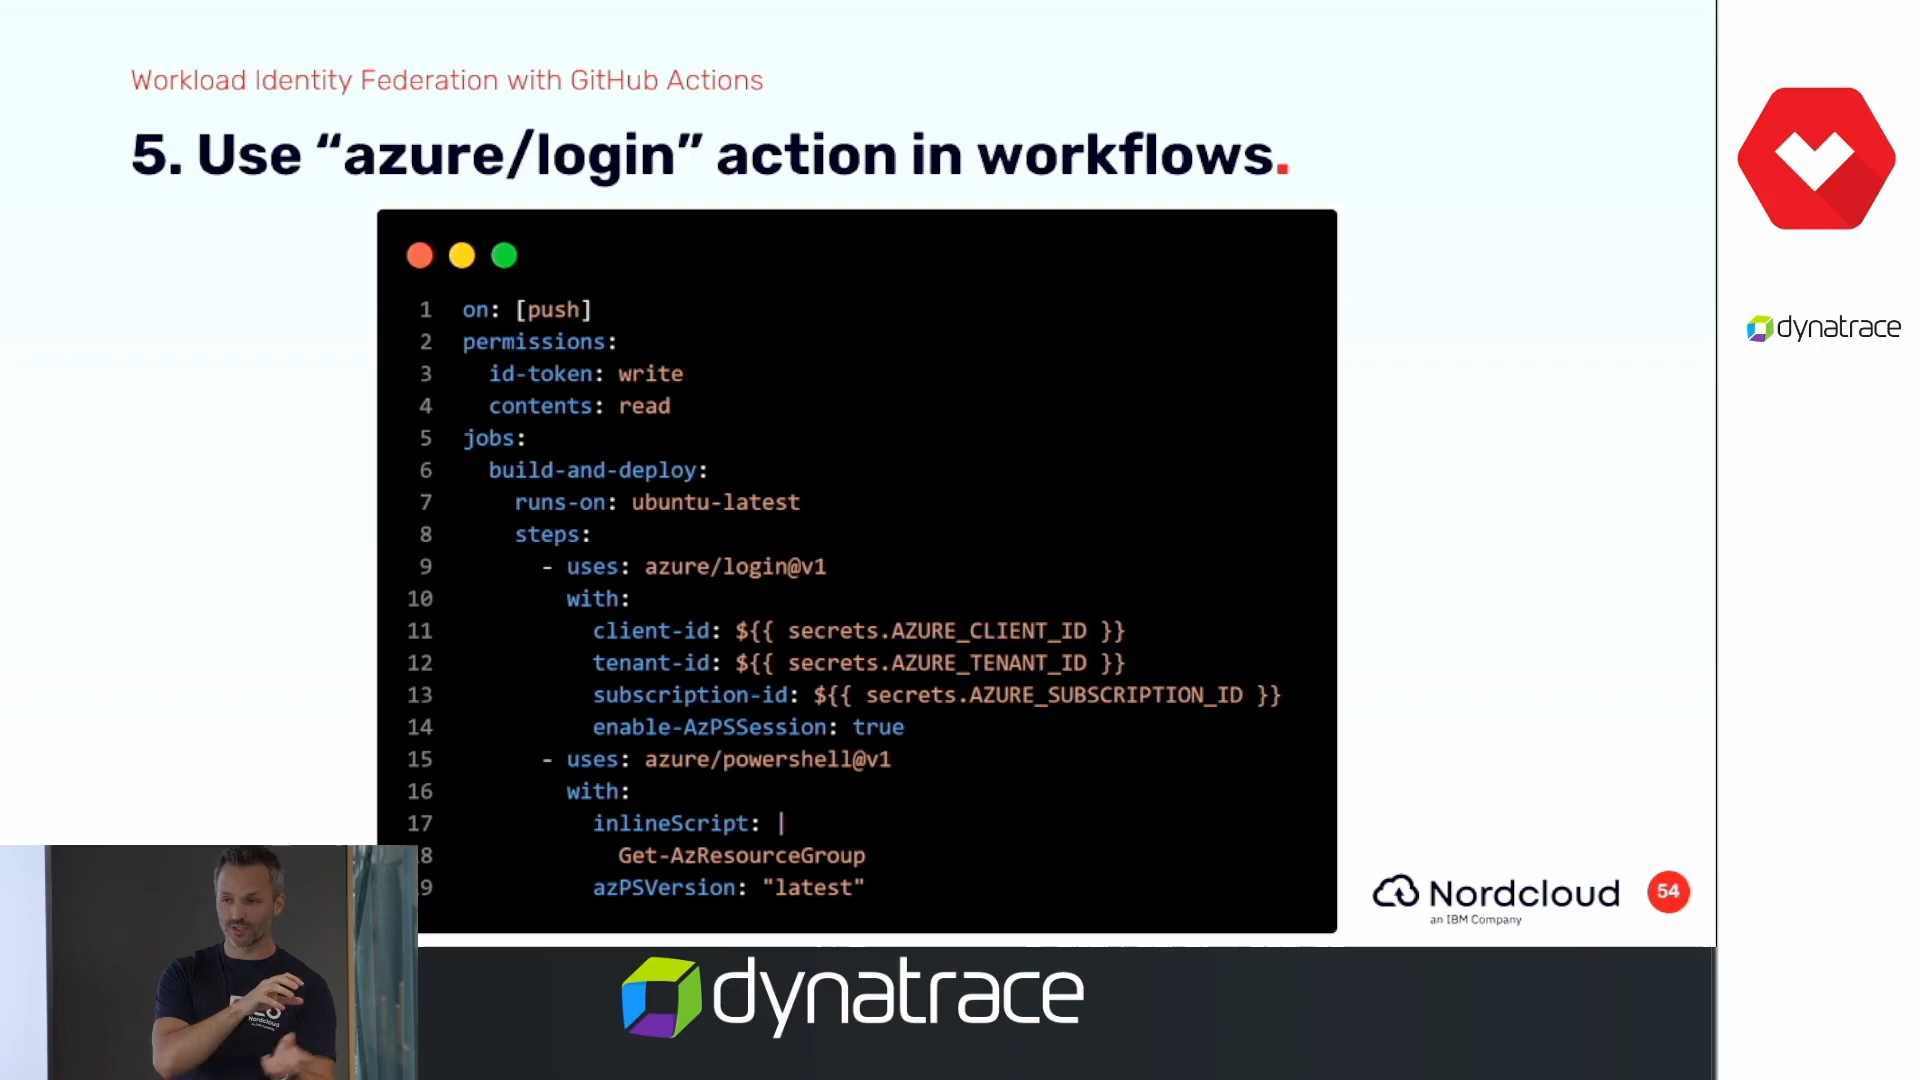 Workload Identity Federation with GitHub Actions
5. Use “azure/login” action in workflows.
1 on: [push]
2 permissions:
3 id-token: write
4 contents: read
5 jobs:
6 build-and-deploy:
7 runs-on: ubuntu-latest
8 steps:
9 - uses: azure/login@v1
10 with:
11 client-id: ${{ secrets.AZURE_CLIENT_ID }}
12 tenant-id: ${{ secrets.AZURE_TENANT_ID }}
13 subscription-id: ${{ secrets.AZURE_SUBSCRIPTION_ID }}
14 enable-AzPSSession: true
15 - uses: azure/powershell@v1
16 with:
17 inlineScript: |
8 Get-AzResourceGroup
9 azPSVersion: "latest"
Nordcloud
an IBM Company
54
dynatrace
dynatrace
Nordcloud